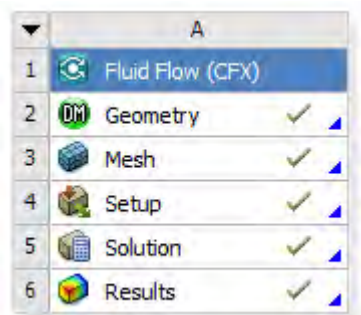 A
1 Fluid Flow (CFX)
2 DM Geometry
3 Mesh
4 Setup
5 Solution
6 Results